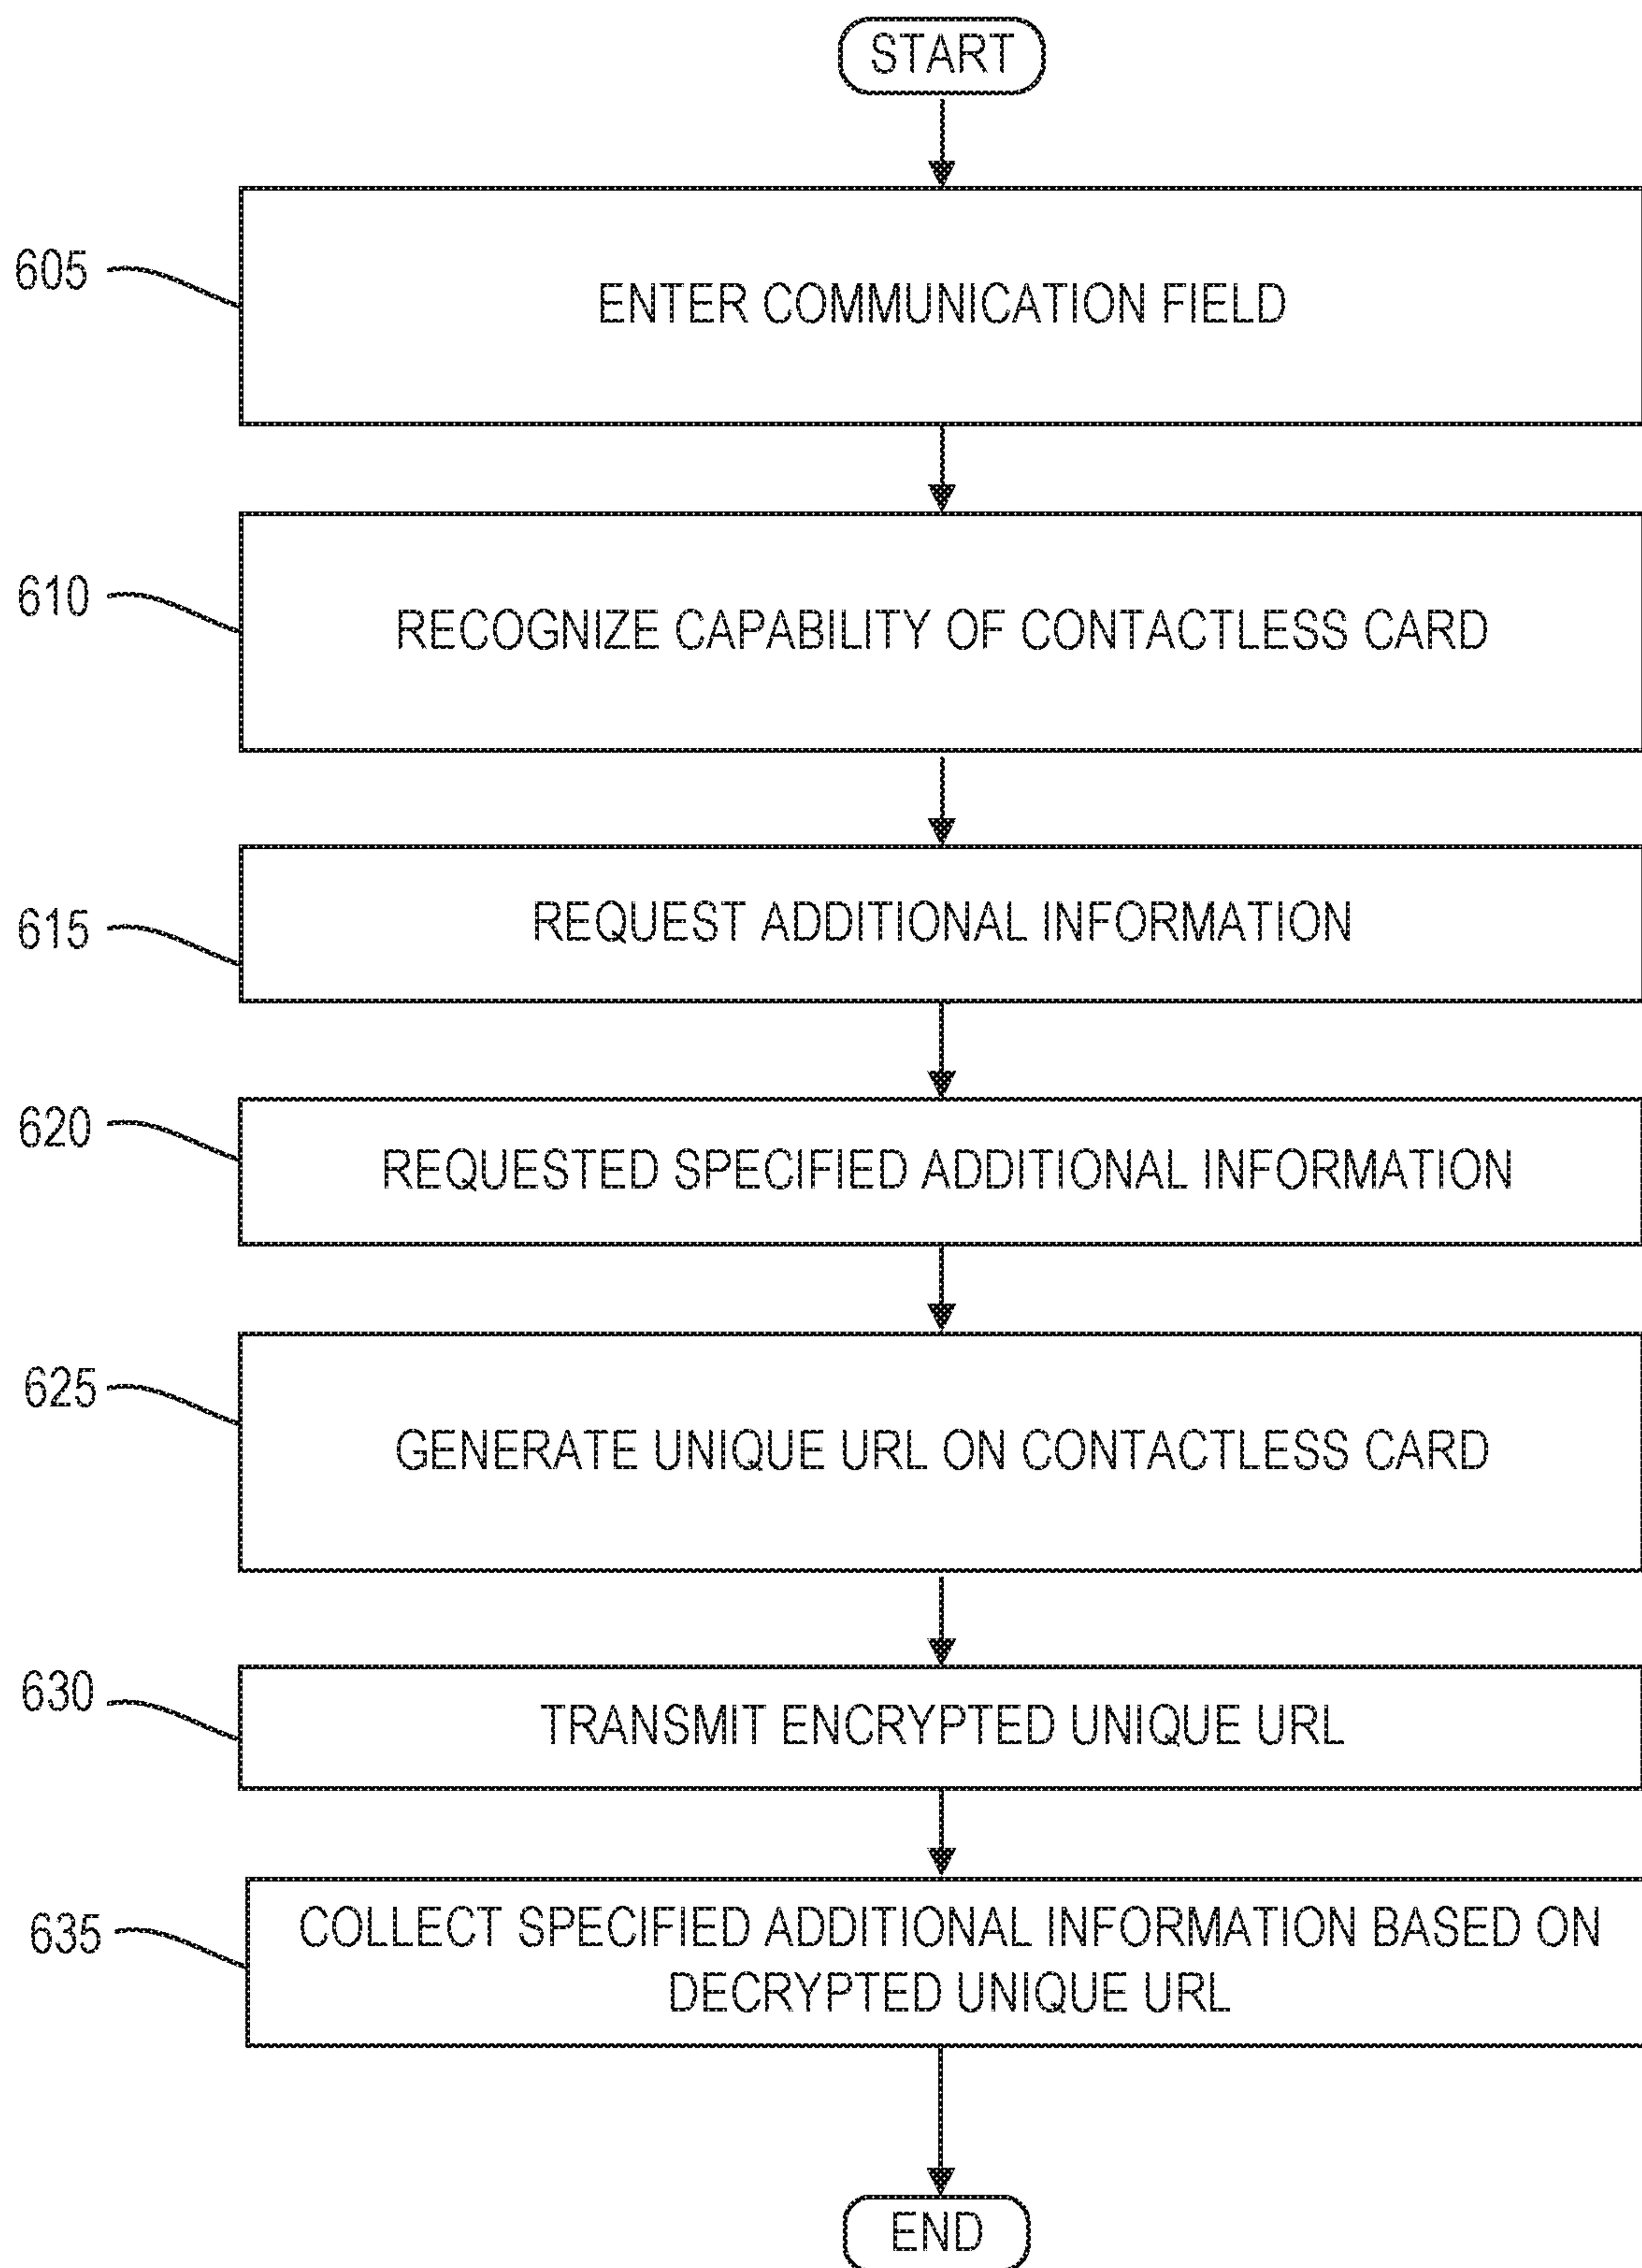 START
605
ENTER COMMUNICATION FIELD
610
RECOGNIZE CAPABILITY OF CONTACTLESS CARD
615
REQUEST ADDITIONAL INFORMATION
620
REQUESTED SPECIFIED ADDITIONAL INFORMATION
625
GENERATE UNIQUE URL ON CONTACTLESS CARD
630
TRANSMIT ENCRYPTED UNIQUE URL
635
COLLECT SPECIFIED ADDITIONAL INFORMATION BASED ON
DECRYPTED UNIQUE URL
END